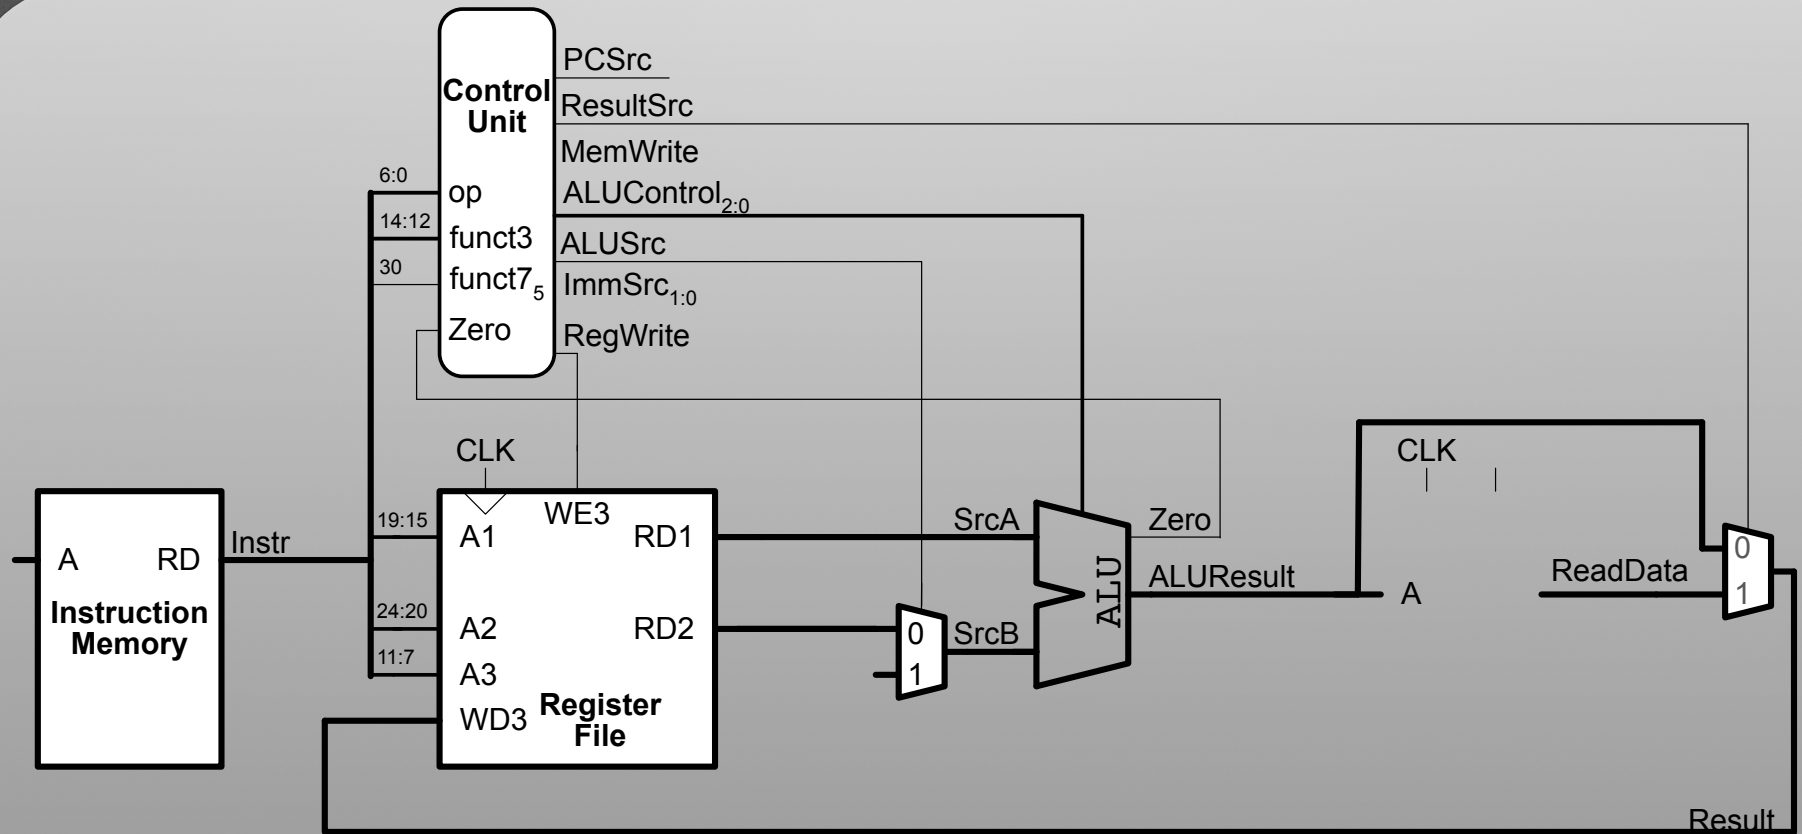 PCSrc
Control
Unit
ResultSrc
MemWrite
6:0
op
ALUControl2:0
14:12
funct3
ALUSrc
30
funct75
ImmSrc1:0
Zero
RegWrite
CLK
CLK
WE3
19:15
A1
RD1
SrcA
Zero
Instr
A
RD
Instruction
Memory
ALU
ALUResult
A
ReadData
0
1
24:20
A2
RD2
0
1
SrcB
11:7
A3
WD3
Register
File
Result